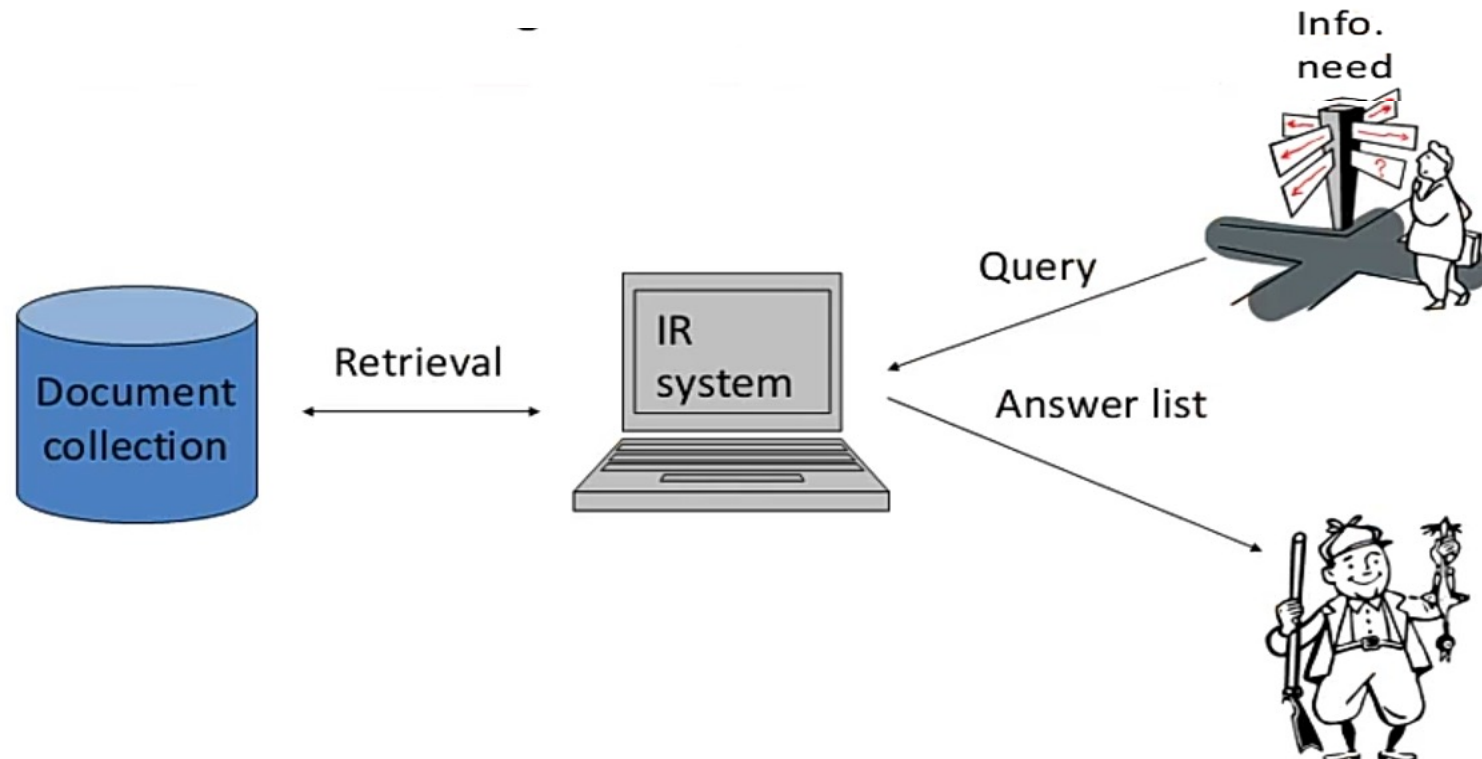 Info.
need
?
Query
IR
system
Retrieval
Document
collection
Answer list